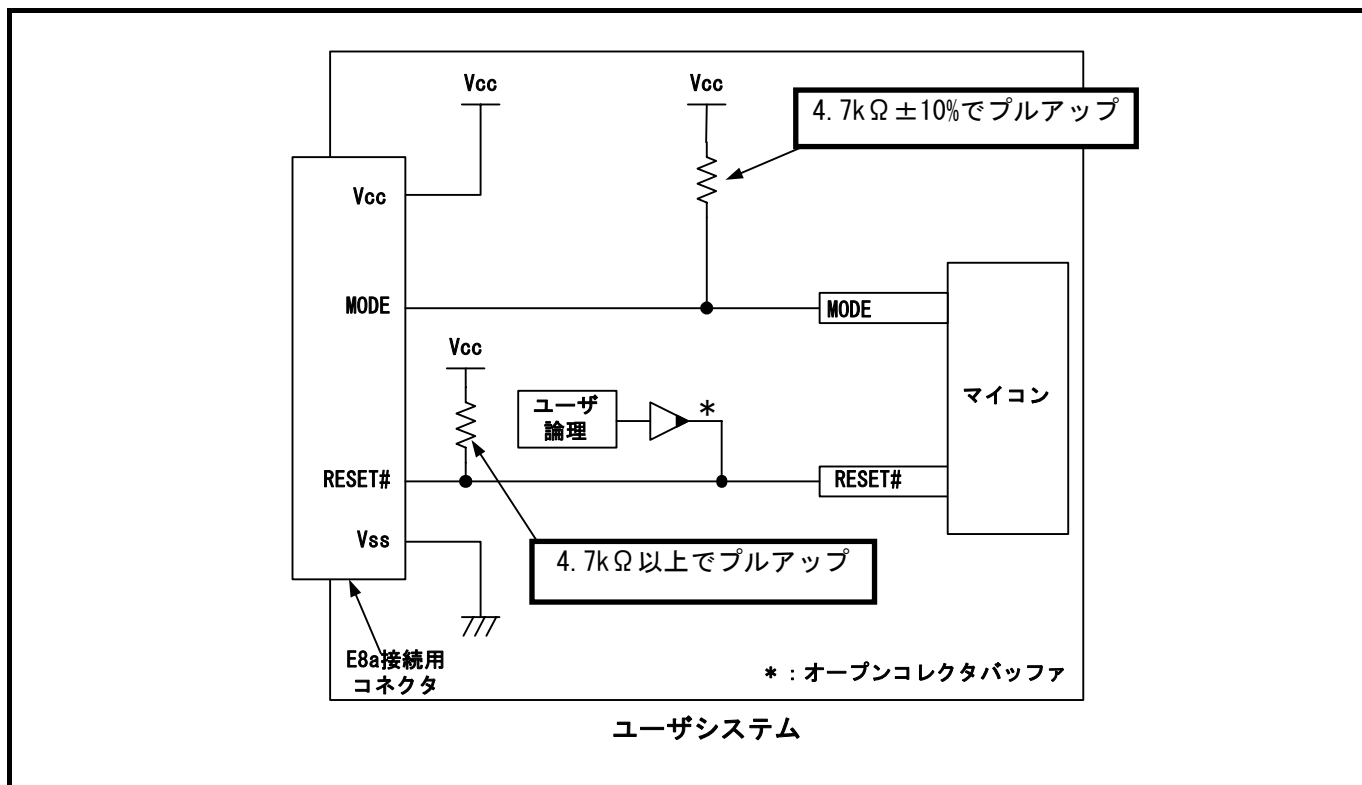 Vcc
Vcc
4.7kΩ±10%でプルアップ
Vcc
MODE
MODE
Vcc
ユーザ
論理
*
マイコン
RESET#
RESET#
Vss
4.7kΩ以上でプルアップ
E8a接続用
コネクタ
*：オープンコレクタバッファ
ユーザシステム